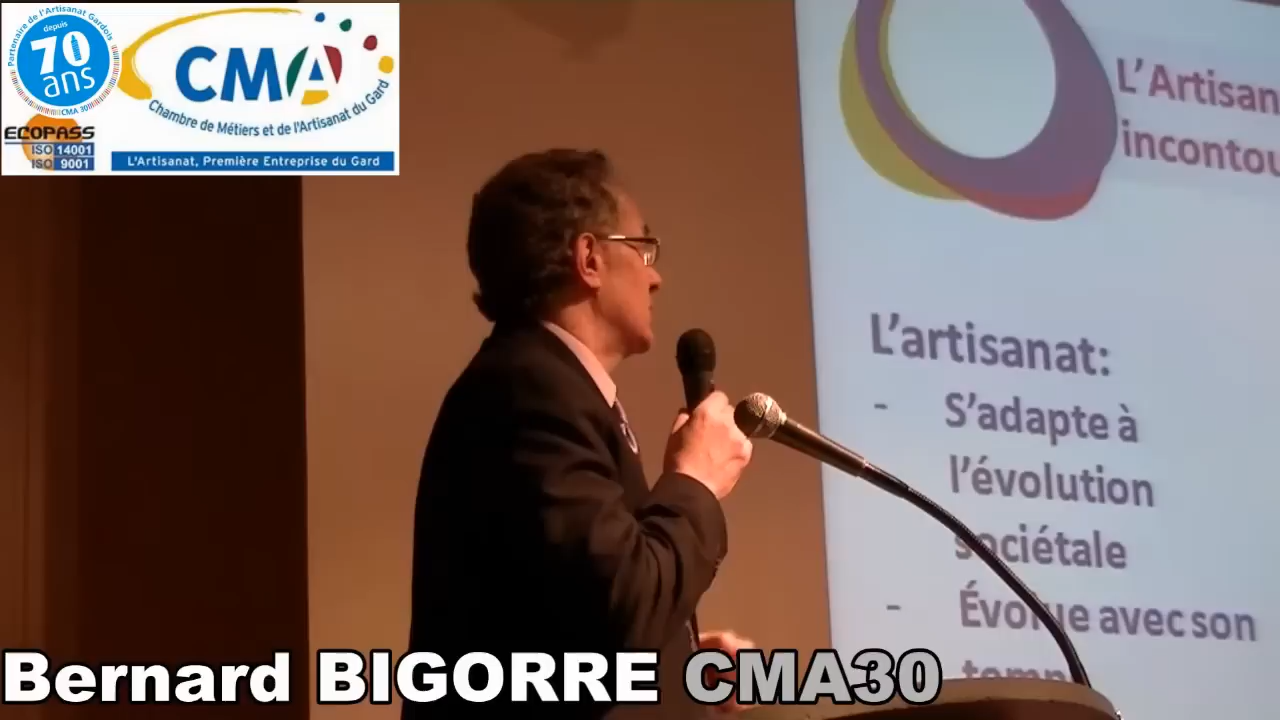 Partenaire de l'Artisanat Gardois
depuis
70
ans
CMA 30
CMA
Chambre de Métiers et de l'Artisanat du Gard
ECOPASS
ISO 14001
ISO 9001
L'Artisanat, Première Entreprise du Gard
L'Artisan
incontou
L'artisanat:
- S'adapte à
l'évolution
sociétale
- Évolue avec son
temp
Bernard BIGORRE CMA30